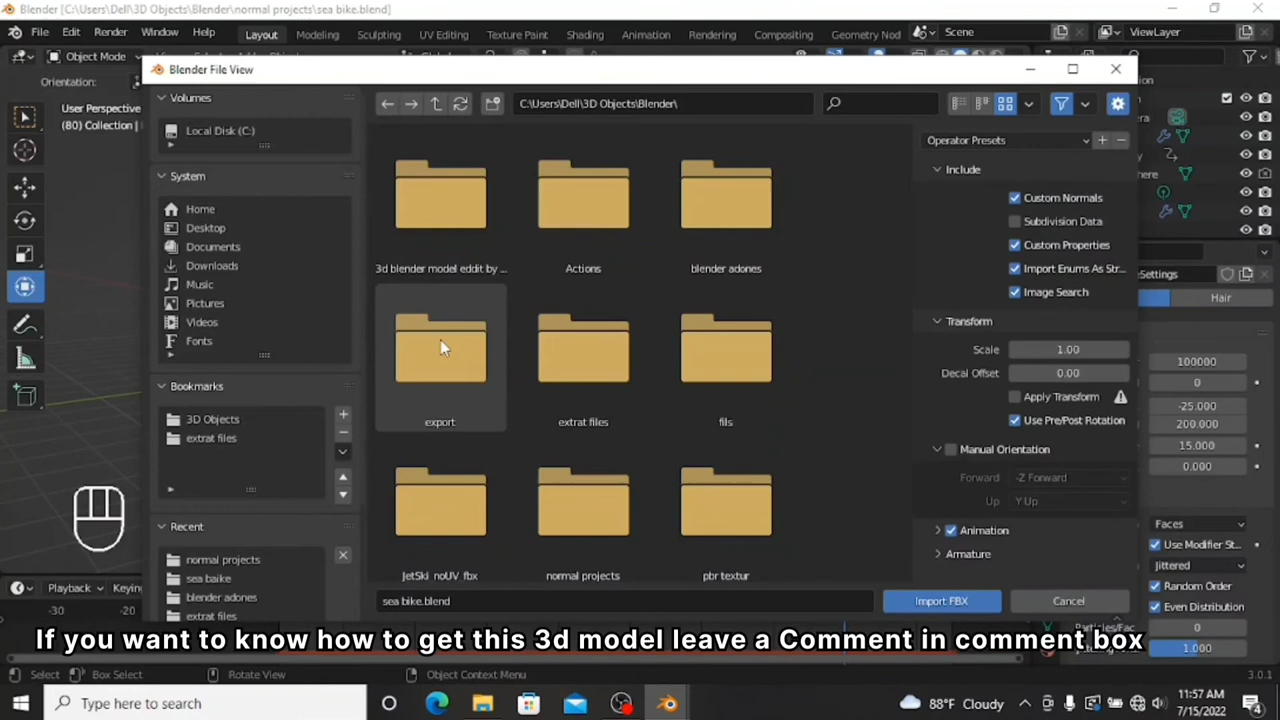 Blender [C:\Users\Dell\3D Objects\Blender\normal projects\sea bike.blend]
File Edit Render Window Help Layout Modeling Sculpting UV Editing Texture Paint Shading Animation Rendering Compositing Geometry Nod Scene ViewLayer
Object Mode
Blender File View
Orientation:
User Perspective
(80) Collection |
Volumes
Local Disk (C:)
System
Home
Desktop
Documents
Downloads
Music
Pictures
Videos
Fonts
Bookmarks
3D Objects
extrat files
Recent
normal projects
sea baike
blender adones
extrat files
C:\Users\Dell\3D Objects\Blender\
3d blender model eddit by ... Actions blender adones
export extrat files fils
JetSki_noUV_fbx normal projects pbr textur
sea bike.blend
Import FBX Cancel
Operator Presets
Include
Custom Normals
Subdivision Data
Custom Properties
Import Enums As Str...
Image Search
Transform
Scale 1.00
Decal Offset 0.00
Apply Transform
Use Pre/Post Rotation
Manual Orientation
Forward -Z Forward
Up Y Up
Animation
Armature
Settings
Hair
100000
0
-25.000
200.000
15.000
0.000
Faces
Use Modifier St...
Jittered
Random Order
Even Distribution
0
1.000
Playback Keying
-30 -20
If you want to know how to get this 3d model leave a Comment in comment box
Select Box Select Rotate View Object Context Menu 3.0.1
Type here to search
88°F Cloudy
11:57 AM
7/15/2022
4